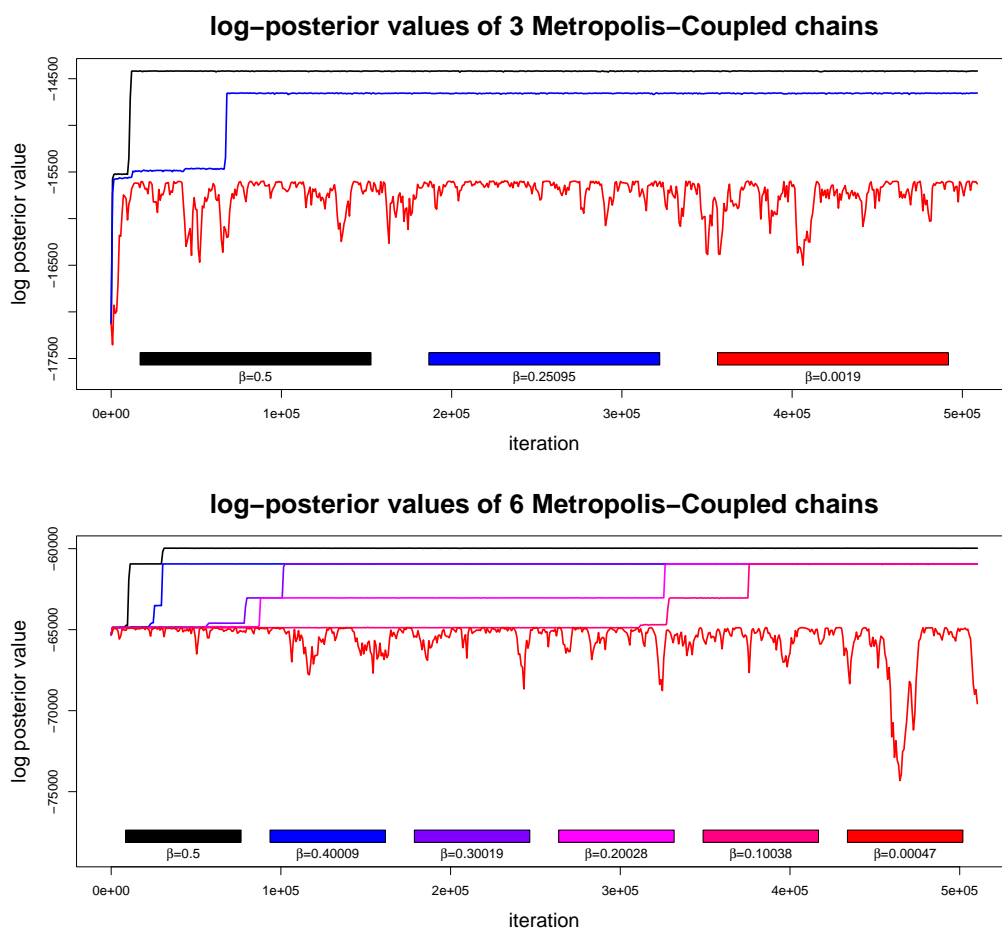 log−posterior values of 3 Metropolis−Coupled chains
log posterior value
−14500
−15500
−16500
−17500
β=0.5
β=0.25095
β=0.0019
0e+00
1e+05
2e+05
3e+05
4e+05
5e+05
iteration
log−posterior values of 6 Metropolis−Coupled chains
log posterior value
−60000
−65000
−70000
−75000
β=0.5
β=0.40009
β=0.30019
β=0.20028
β=0.10038
β=0.00047
0e+00
1e+05
2e+05
3e+05
4e+05
5e+05
iteration